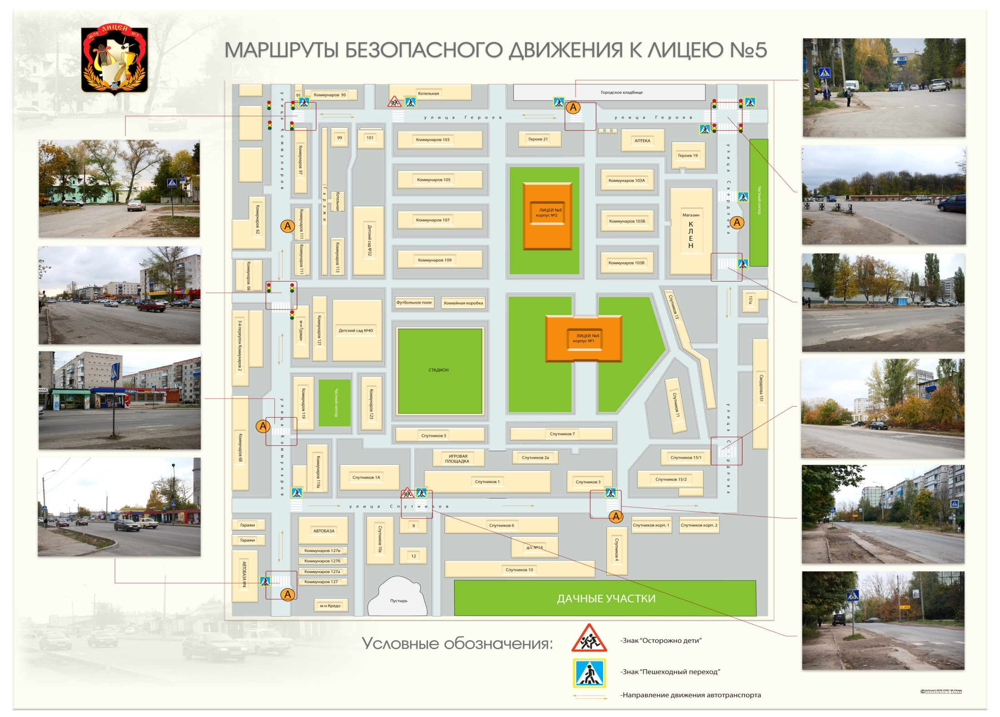 МОУ ЛИЦЕЙ №5
МАРШРУТЫ БЕЗОПАСНОГО ДВИЖЕНИЯ К ЛИЦЕЮ №5
91
Коммунаров 95
Котельная
Городское кладбище
улица Героев
улица Героев
улица Коммунаров
Коммунаров 97
99
101
Коммунаров 103
Героев 21
АПТЕКА
Героев 19
улица Свердлова
Частный сектор
Коммунаров 105
Коммунаров 103А
Гаражи
Котельная
Коммунаров 62
Коммунаров 111
Детский сад №32
Коммунаров 107
ЛИЦЕЙ №5
корпус №2
Коммунаров 103Б
Магазин
КЛЕН
А
А
А
Коммунаров 66
Коммунаров 111
Коммунаров 113
Коммунаров 109
Коммунаров 103В
Футбольное поле
Хоккейная коробка
Спутников 13
151а
3-й переулок Коммунаров 2
м-н Гурман
Коммунаров 121
Детский сад №40
ЛИЦЕЙ №5
корпус №1
СТАДИОН
Коммунаров 119
Частный сектор
Коммунаров 123
Спутников 11
Свердлова 151
улица Коммунаров
улица Свердлова
А
Коммунаров 68
Спутников 5
Спутников 7
Коммунаров 119а
ИГРОВАЯ
ПЛОЩАДКА
Спутников 2а
Спутников 15/1
Спутников 1А
Спутников 1
Спутников 3
Спутников 15/2
улица Спутников
А
Гаражи
Гаражи
АВТОБАЗА
Спутников 10а
8
Спутников 6
Спутников корп. 1
Спутников корп. 2
АВТОБАЗА №4
Коммунаров 127в
Коммунаров 127б
Коммунаров 127а
Коммунаров 127
12
д/с №14
Спутников 4
Спутников 10
А
м-н Кредо
Пустырь
ДАЧНЫЕ УЧАСТКИ
Условные обозначения:
-Знак "Осторожно дети"
-Знак "Пешеходный переход"
-Направление движения автотранспорта